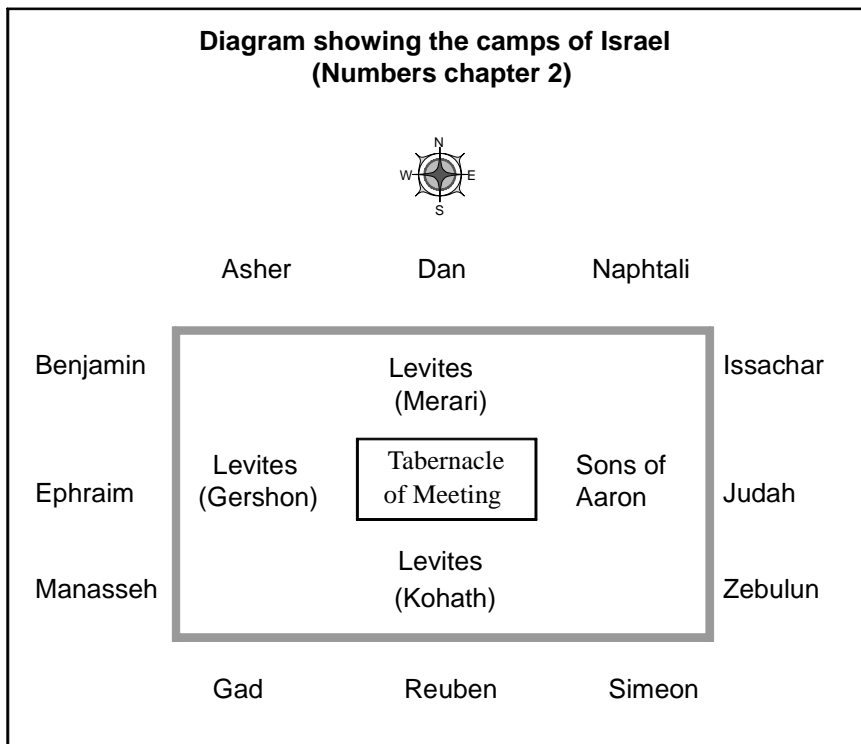 Diagram showing the camps of Israel
(Numbers chapter 2)
N
W E
S
Asher Dan Naphtali
Benjamin Levites Issachar
(Merari)
Levites Tabernacle Sons of
Ephraim (Gershon) of Meeting Aaron Judah
Levites
Manasseh (Kohath) Zebulun
Gad Reuben Simeon